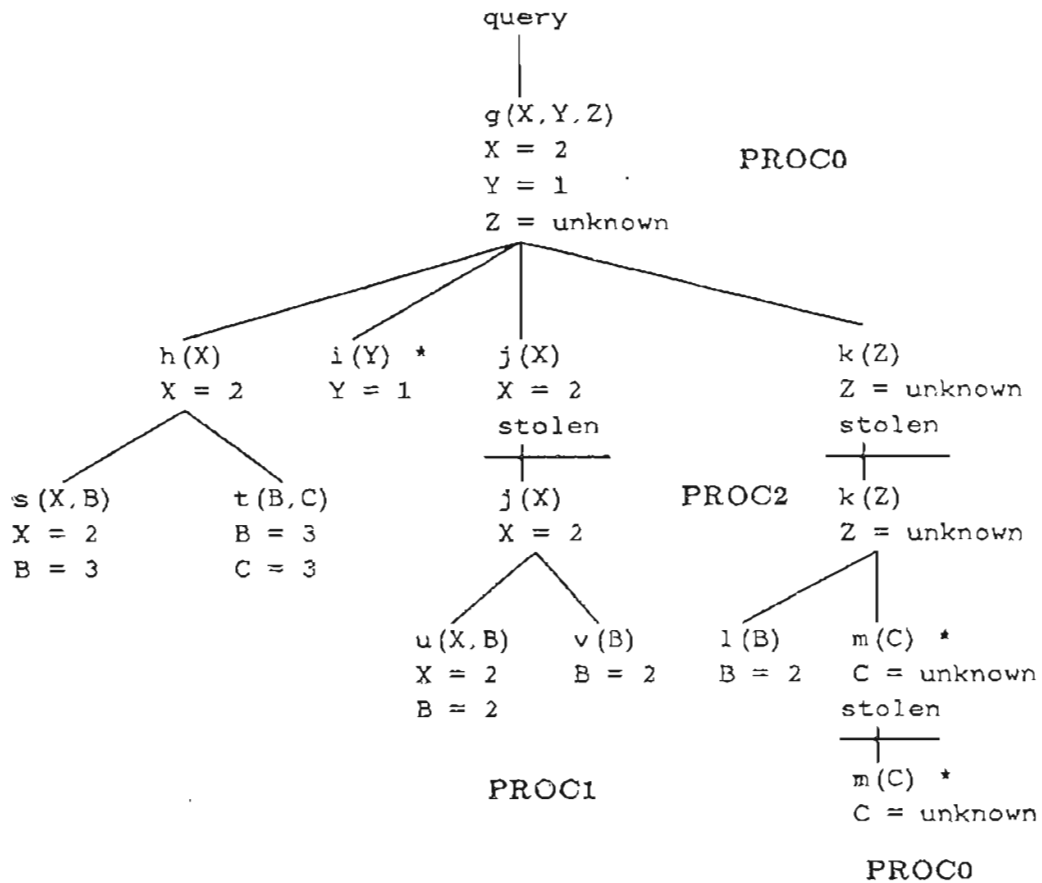 query
g(X,Y,Z)
X = 2
Y = 1
Z = unknown
PROC0
h(X)
X = 2
i(Y) *
Y = 1
j(X)
X = 2
stolen
k(Z)
Z = unknown
stolen
s(X,B)
X = 2
B = 3
t(B,C)
B = 3
C = 3
j(X)
X = 2
PROC2
k(Z)
Z = unknown
u(X,B)
X = 2
B = 2
v(B)
B = 2
l(B)
B = 2
m(C) *
C = unknown
stolen
PROC1
m(C) *
C = unknown
PROC0